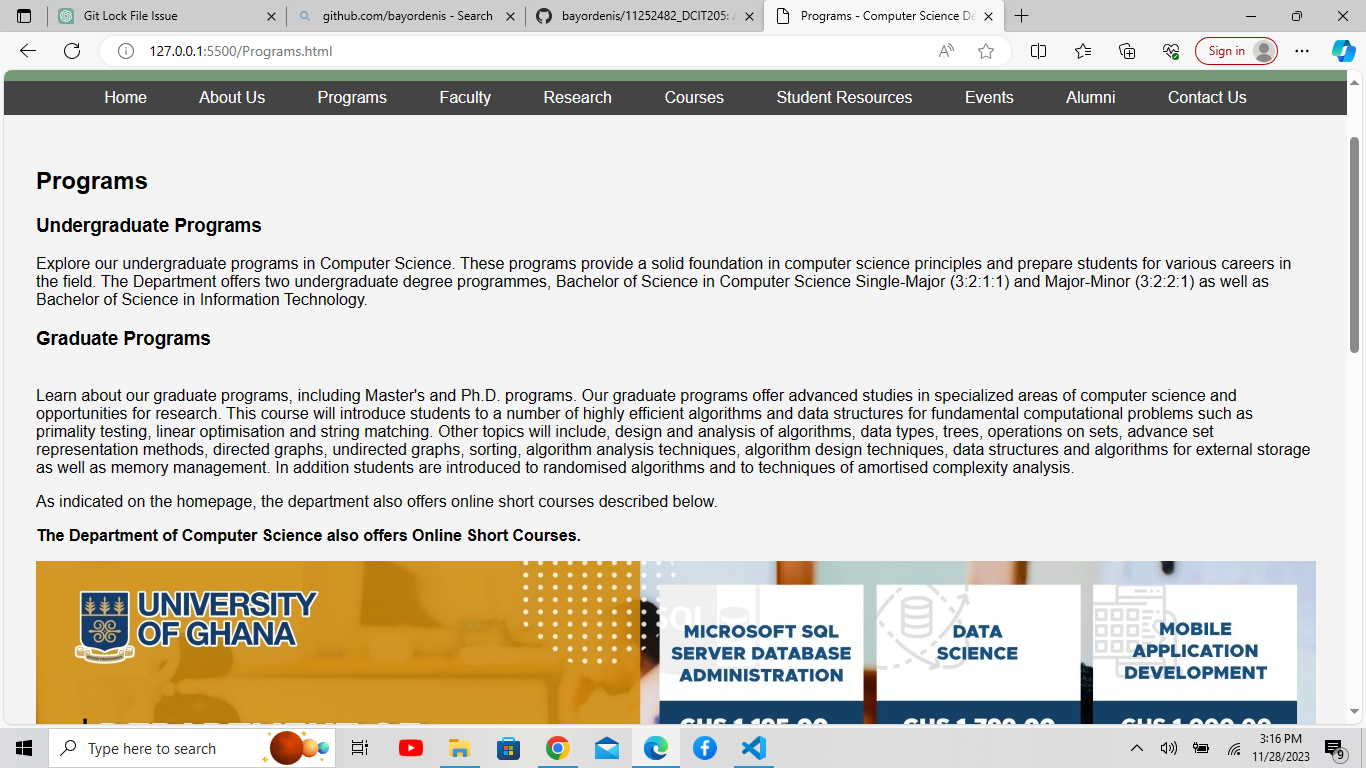 Git Lock File Issue
github.com/bayordenis - Search
bayordenis/11252482_DCIT205: A
Programs - Computer Science De
127.0.0.1:5500/Programs.html
Sign in
Home About Us Programs Faculty Research Courses Student Resources Events Alumni Contact Us
Programs
Undergraduate Programs
Explore our undergraduate programs in Computer Science. These programs provide a solid foundation in computer science principles and prepare students for various careers in
the field. The Department offers two undergraduate degree programmes, Bachelor of Science in Computer Science Single-Major (3:2:1:1) and Major-Minor (3:2:2:1) as well as
Bachelor of Science in Information Technology.
Graduate Programs
Learn about our graduate programs, including Master's and Ph.D. programs. Our graduate programs offer advanced studies in specialized areas of computer science and
opportunities for research. This course will introduce students to a number of highly efficient algorithms and data structures for fundamental computational problems such as
primality testing, linear optimisation and string matching. Other topics will include, design and analysis of algorithms, data types, trees, operations on sets, advance set
representation methods, directed graphs, undirected graphs, sorting, algorithm analysis techniques, algorithm design techniques, data structures and algorithms for external storage
as well as memory management. In addition students are introduced to randomised algorithms and to techniques of amortised complexity analysis.
As indicated on the homepage, the department also offers online short courses described below.
The Department of Computer Science also offers Online Short Courses.
UNIVERSITY
OF GHANA
DEPARTMENT OF
SQL
MICROSOFT SQL
SERVER DATABASE
ADMINISTRATION
DATA
SCIENCE
MOBILE
APPLICATION
DEVELOPMENT
Type here to search
3:16 PM
11/28/2023
9